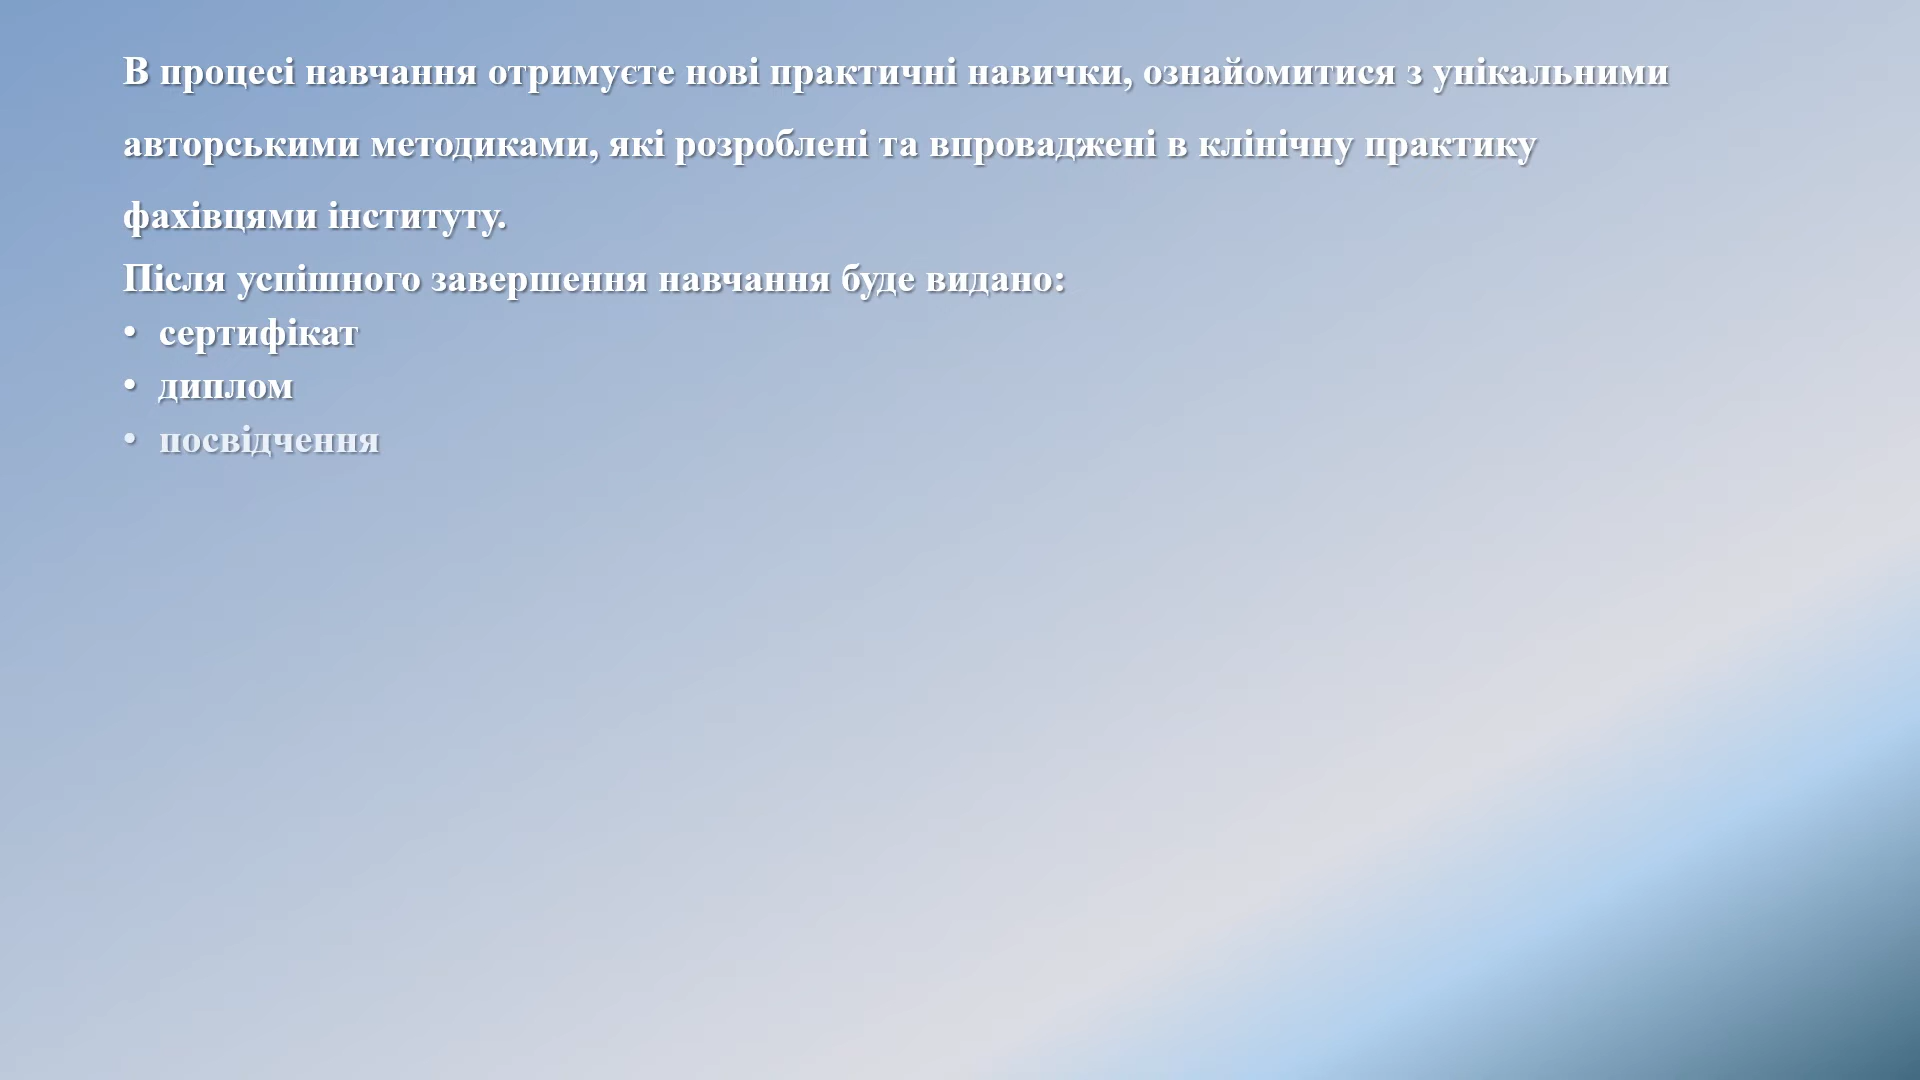 В процесі навчання отримуєте нові практичні навички, ознайомитися з унікальними
авторськими методиками, які розроблені та впроваджені в клінічну практику
фахівцями інституту.
Після успішного завершення навчання буде видано:
• сертифікат
• диплом
• посвідчення